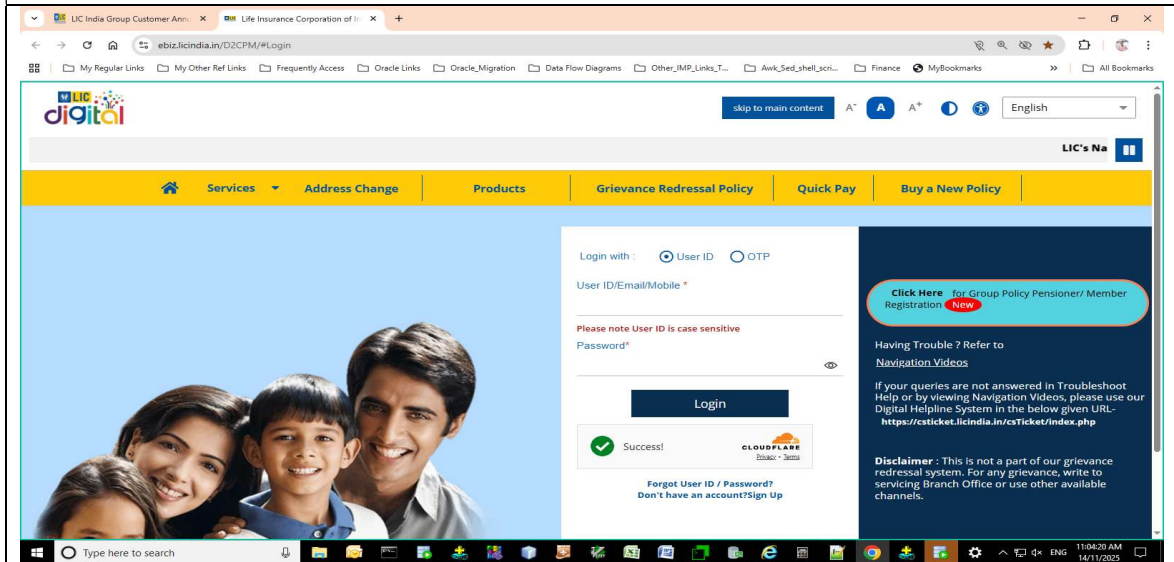 LIC India Group Customer Ann
Life Insurance Corporation of In
ebiz.licindia.in/D2CPM/#Login
My Regular Links My Other Ref Links Frequently Access Oracle Links Oracle_Migration Data Flow Diagrams Other_IMP_Links_T... Awk_Sed_shell_scri... Finance MyBookmarks » All Bookmarks
LIC
digital
skip to main content A- A A+ English
LIC's Na
Services Address Change Products Grievance Redressal Policy Quick Pay Buy a New Policy
Login with : User ID OTP
User ID/Email/Mobile *
Please note User ID is case sensitive
Password*
Login
Success!
CLOUDFLARE
Privacy • Terms
Forgot User ID / Password?
Don't have an account?Sign Up
Click Here for Group Policy Pensioner/ Member
Registration New
Having Trouble ? Refer to
Navigation Videos
If your queries are not answered in Troubleshoot
Help or by viewing Navigation Videos, please use our
Digital Helpline System in the below given URL-
https://csticket.licindia.in/csTicket/index.php
Disclaimer : This is not a part of our grievance
redressal system. For any grievance, write to
servicing Branch Office or use other available
channels.
Type here to search
ENG
11:04:20 AM
14/11/2025